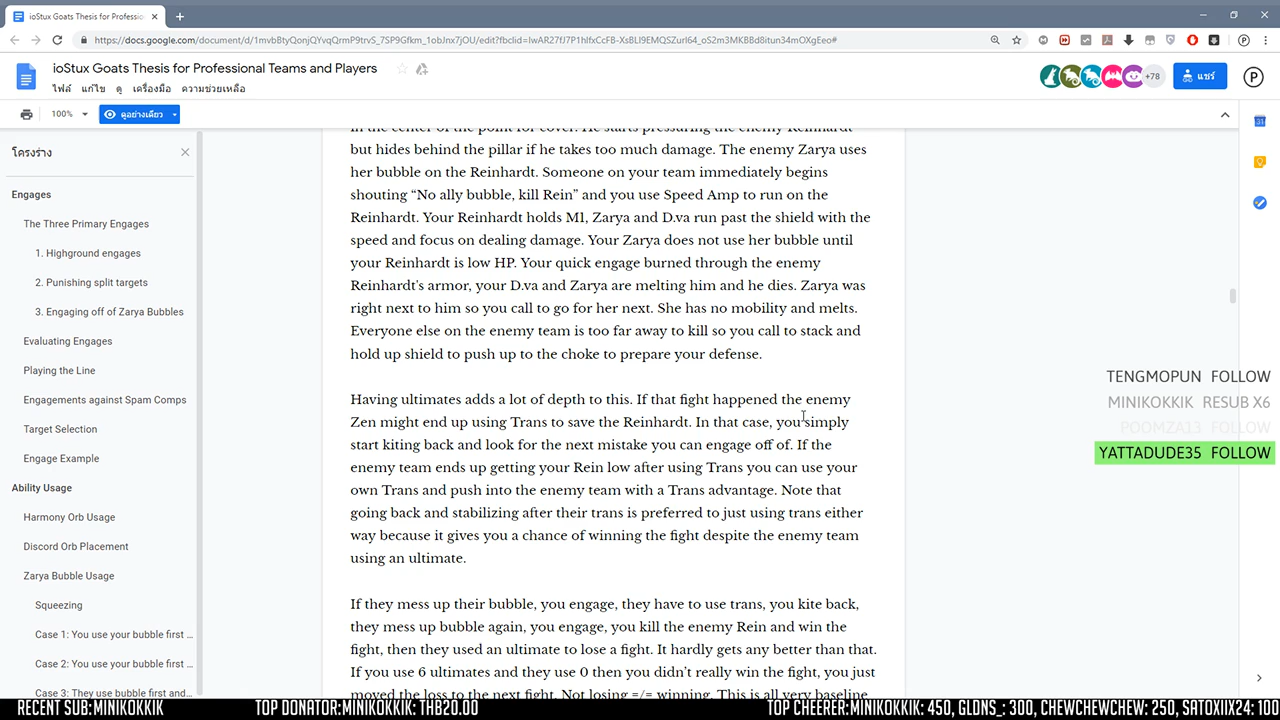 ioStux Goats Thesis for Professio
https://docs.google.com/document/d/1mvbBtyQonjQYvqQrmP9trvS_7SP9Gfkm_1obJnx7jOU/edit?fbclid=IwAR27fJ7P1hIfxCcFB-XsBLI9EMQSZurI64_oS2m3MKBBd8itun34mOXgEeo#
ioStux Goats Thesis for Professional Teams and Players
ไฟล์ แก้ไข ดู เครื่องมือ ความช่วยเหลือ
+78
แชร์
P
100%
ดูอย่างเดียว
โครงร่าง
Engages
The Three Primary Engages
1. Highground engages
2. Punishing split targets
3. Engaging off of Zarya Bubbles
Evaluating Engages
Playing the Line
Engagements against Spam Comps
Target Selection
Engage Example
Ability Usage
Harmony Orb Usage
Discord Orb Placement
Zarya Bubble Usage
Squeezing
Case 1: You use your bubble first ...
Case 2: You use your bubble first ...
Case 3: They use bubble first and...
in the center of the point for cover. He starts pressuring the enemy Reinhardt
but hides behind the pillar if he takes too much damage. The enemy Zarya uses
her bubble on the Reinhardt. Someone on your team immediately begins
shouting “No ally bubble, kill Rein” and you use Speed Amp to run on the
Reinhardt. Your Reinhardt holds M1, Zarya and D.va run past the shield with the
speed and focus on dealing damage. Your Zarya does not use her bubble until
your Reinhardt is low HP. Your quick engage burned through the enemy
Reinhardt's armor, your D.va and Zarya are melting him and he dies. Zarya was
right next to him so you call to go for her next. She has no mobility and melts.
Everyone else on the enemy team is too far away to kill so you call to stack and
hold up shield to push up to the choke to prepare your defense.
Having ultimates adds a lot of depth to this. If that fight happened the enemy
Zen might end up using Trans to save the Reinhardt. In that case, you simply
start kiting back and look for the next mistake you can engage off of. If the
enemy team ends up getting your Rein low after using Trans you can use your
own Trans and push into the enemy team with a Trans advantage. Note that
going back and stabilizing after their trans is preferred to just using trans either
way because it gives you a chance of winning the fight despite the enemy team
using an ultimate.
If they mess up their bubble, you engage, they have to use trans, you kite back,
they mess up bubble again, you engage, you kill the enemy Rein and win the
fight, then they used an ultimate to lose a fight. It hardly gets any better than that.
If you use 6 ultimates and they use 0 then you didn’t really win the fight, you just
moved the loss to the next fight. Not losing =/= winning. This is all very baseline
TENGMOPUN FOLLOW
MINIKOKKIK RESUB X6
POOMZA13 FOLLOW
YATTADUDE35 FOLLOW
RECENT SUB:MINIKOKKIK TOP DONATOR:MINIKOKKIK: THB20.00 TOP CHEERER:MINIKOKKIK: 450, GLDNS_: 300, CHEWCHEWCHEW: 250, SATOXIIX24: 100